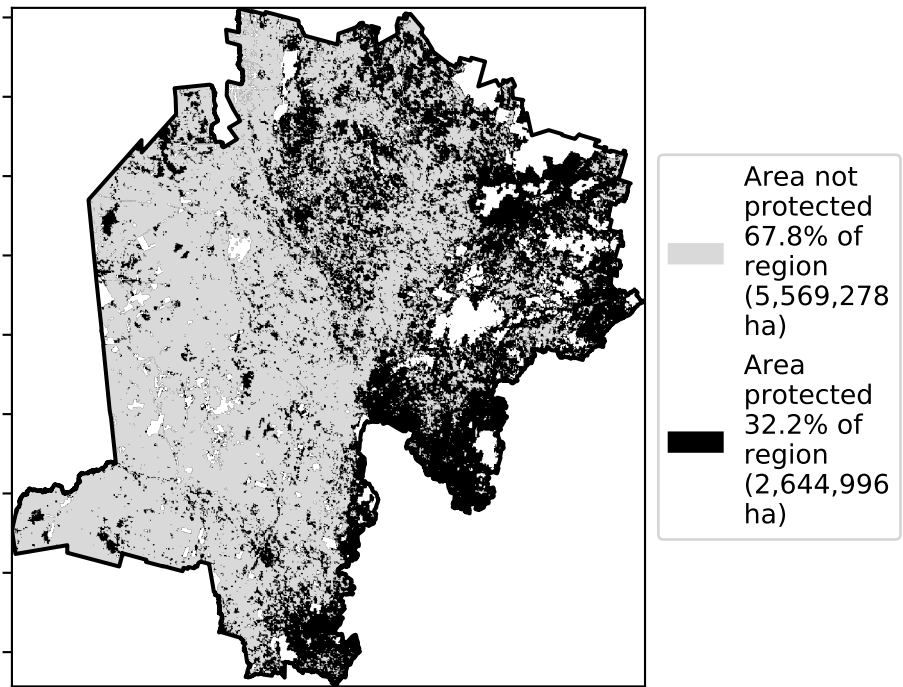 Area not
protected
67.8% of
region
(5,569,278
ha)
Area
protected
32.2% of
region
(2,644,996
ha)